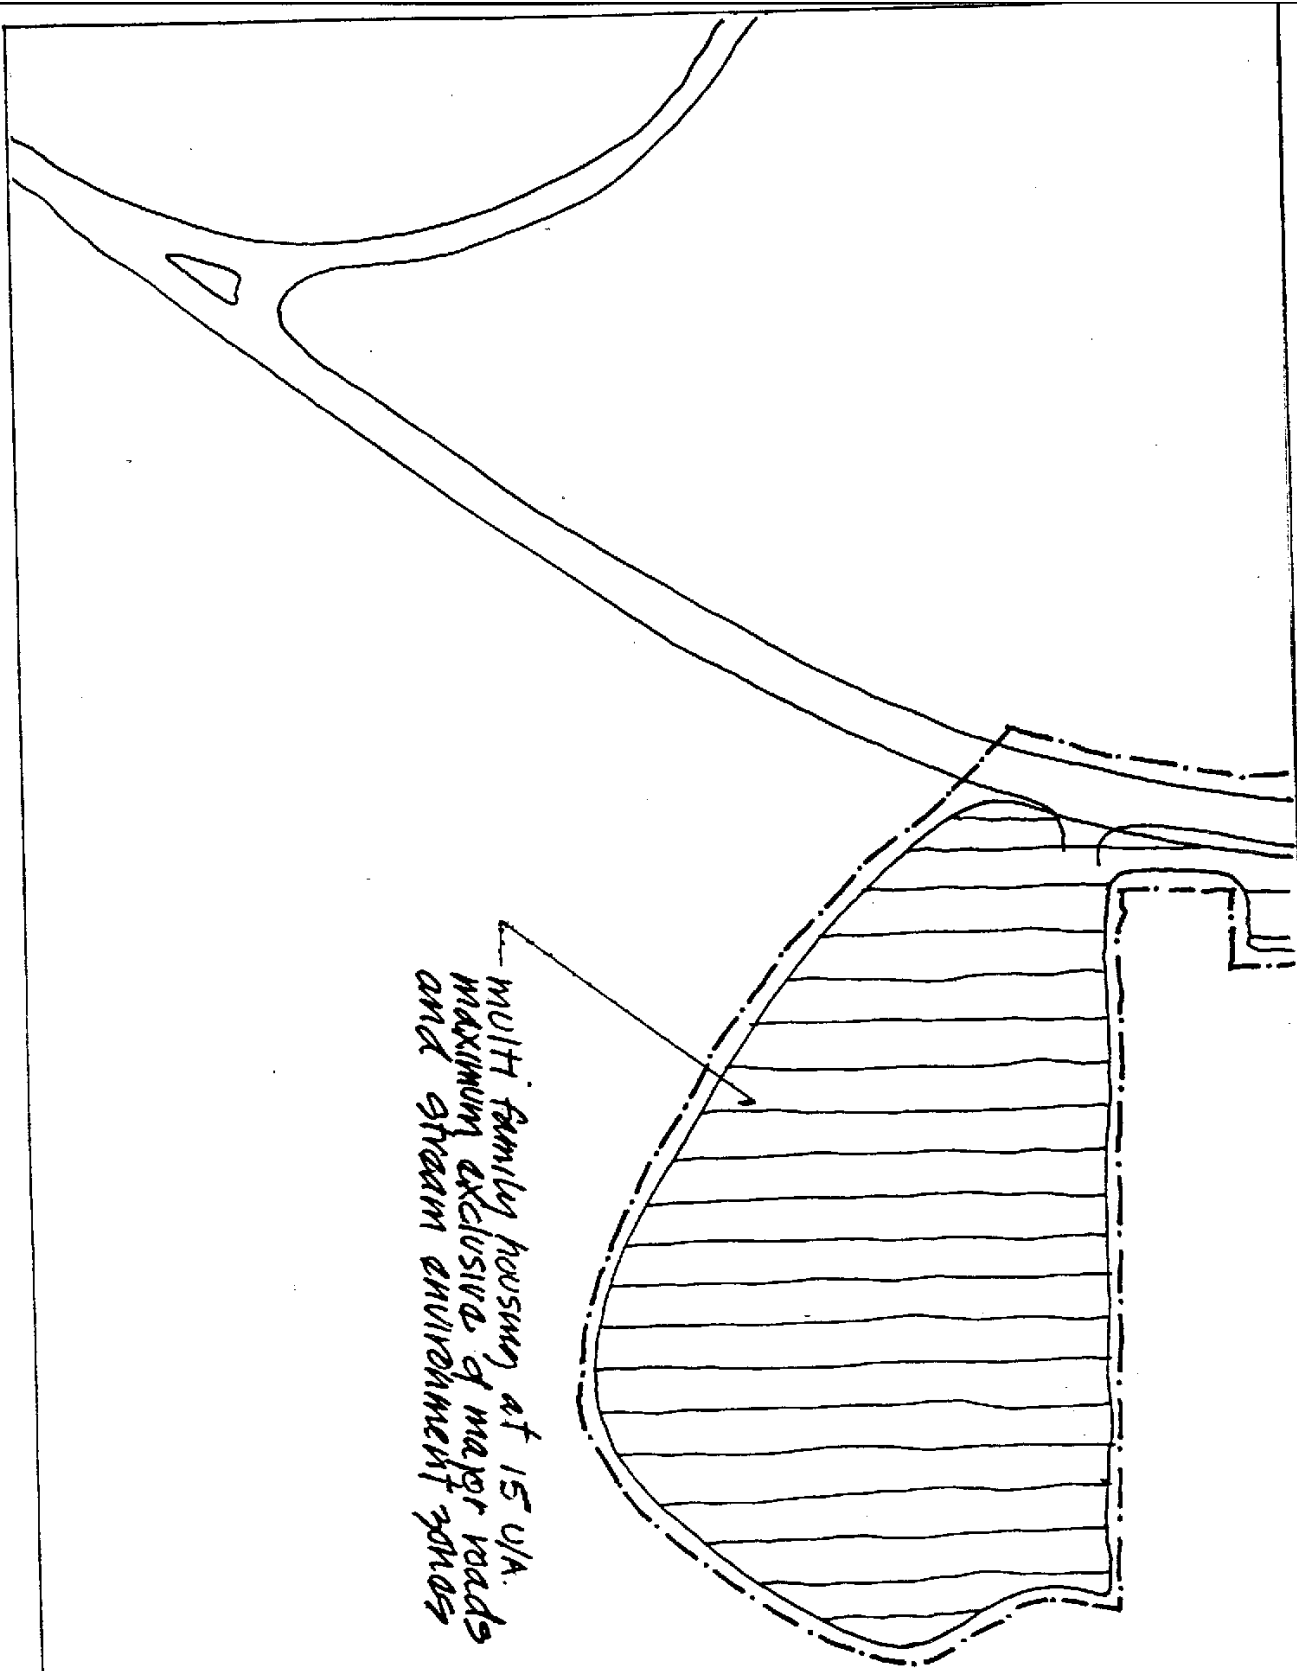 multi family housing at 15 U/A.
maximum exclusive of major roads
and stream environment zones